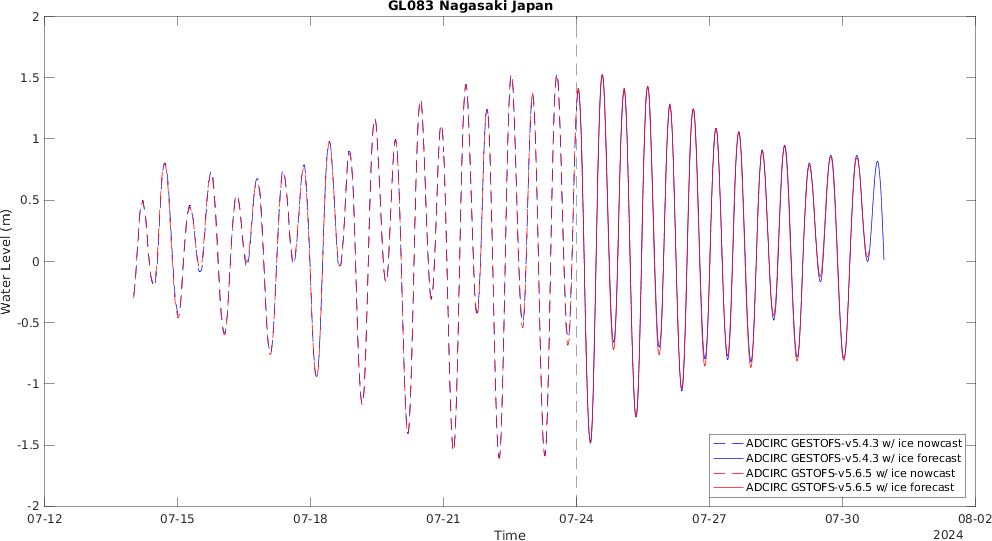 GL083 Nagasaki Japan
2
1.5
1
0.5
0
-0.5
-1
-1.5
-2
Water Level (m)
ADCIRC GESTOFS-v5.4.3 w/ ice nowcast
ADCIRC GESTOFS-v5.4.3 w/ ice forecast
ADCIRC GSTOFS-v5.6.5 w/ ice nowcast
ADCIRC GSTOFS-v5.6.5 w/ ice forecast
07-12 07-15 07-18 07-21 07-24 07-27 07-30 08-02
Time
2024